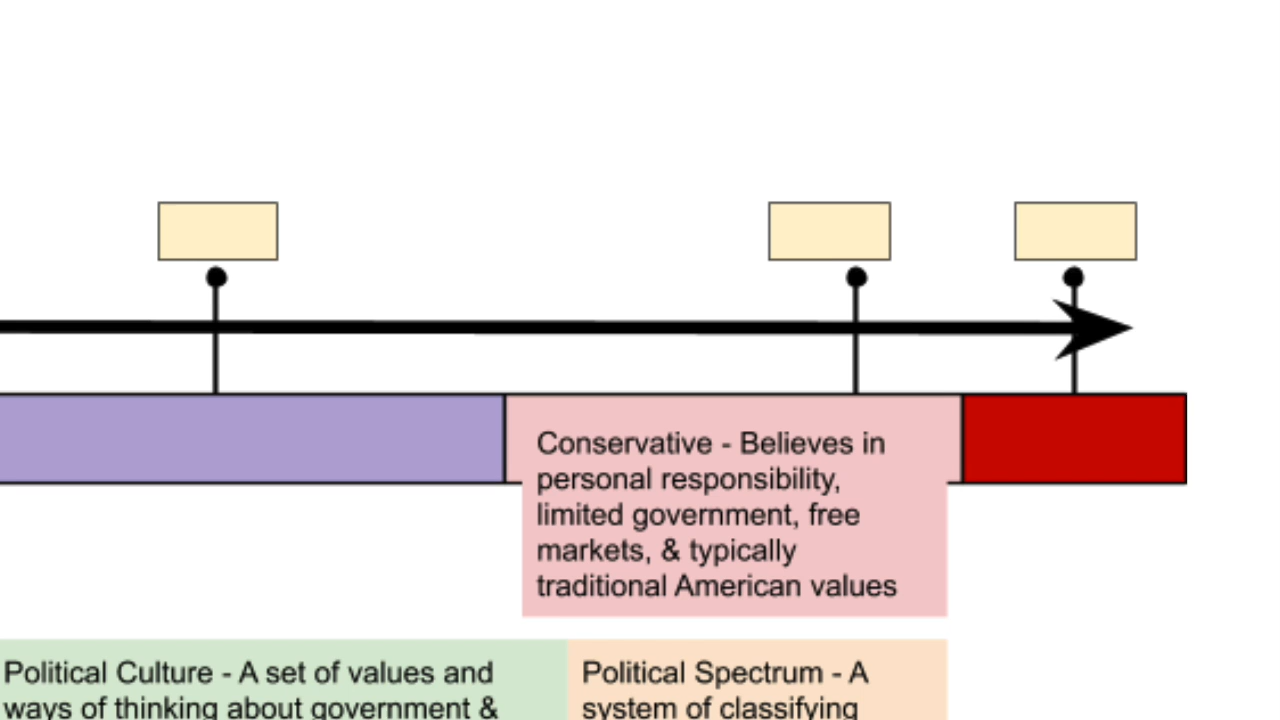 Conservative - Believes in
personal responsibility,
limited government, free
markets, & typically
traditional American values
Political Culture - A set of values and
ways of thinking about government &
Political Spectrum - A
system of classifying